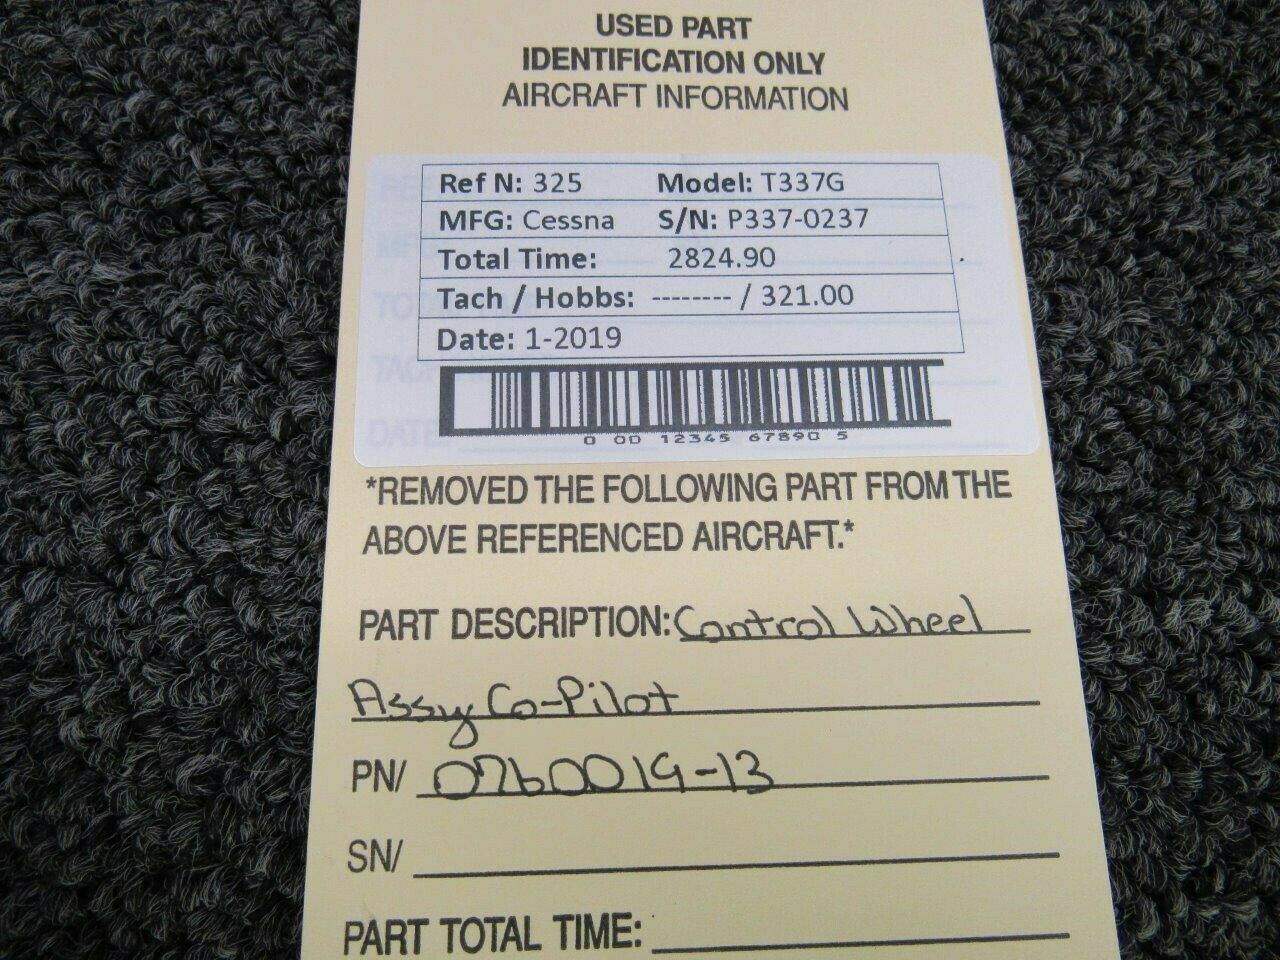 USED PART
IDENTIFICATION ONLY
AIRCRAFT INFORMATION
Ref N: 325 Model: T337G
MFG: Cessna S/N: P337-0237
Total Time: 2824.90
Tach / Hobbs: -------- / 321.00
Date: 1-2019
0 00 12345 67890 5
*REMOVED THE FOLLOWING PART FROM THE
ABOVE REFERENCED AIRCRAFT.*
PART DESCRIPTION: Control Wheel
Assy Co-Pilot
PN/ 0760019-13
SN/
PART TOTAL TIME: